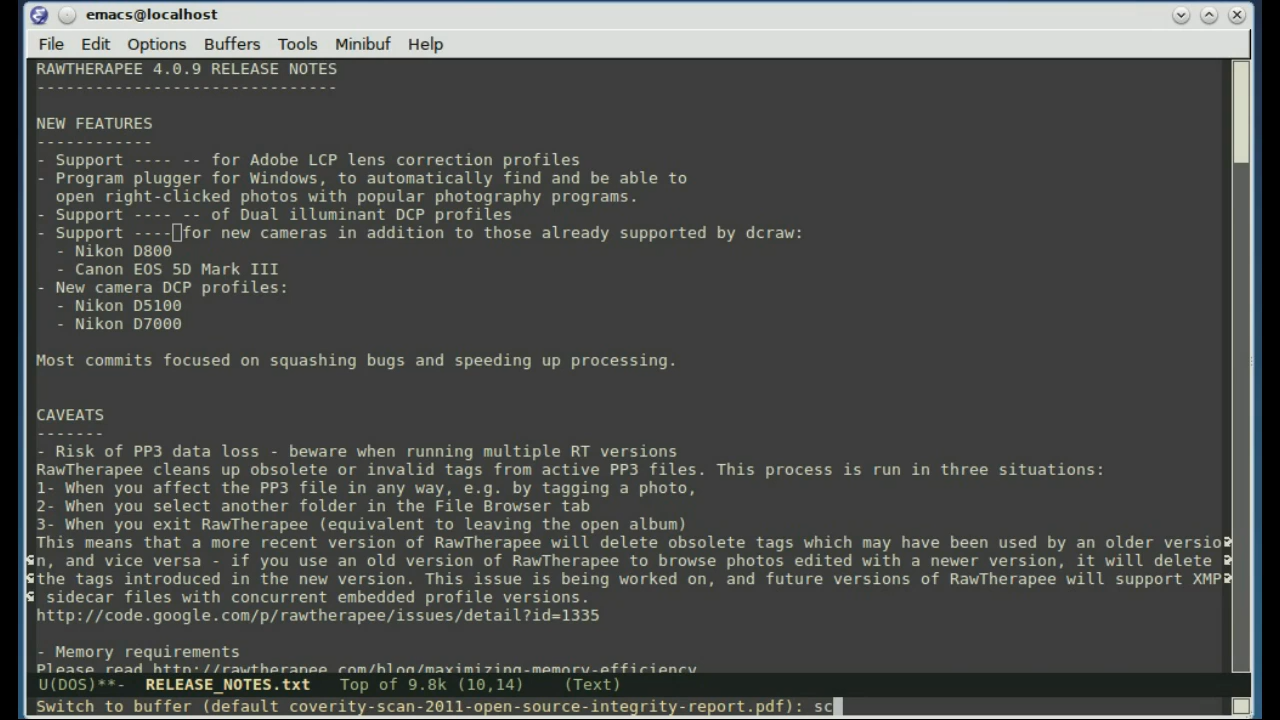 emacs@localhost
File Edit Options Buffers Tools Minibuf Help
RAWTHERAPEE 4.0.9 RELEASE NOTES
-------------------------------
NEW FEATURES
------------
- Support ---- -- for Adobe LCP lens correction profiles
- Program plugger for Windows, to automatically find and be able to
  open right-clicked photos with popular photography programs.
- Support ---- -- of Dual illuminant DCP profiles
- Support ---- for new cameras in addition to those already supported by dcraw:
  - Nikon D800
  - Canon EOS 5D Mark III
- New camera DCP profiles:
  - Nikon D5100
  - Nikon D7000
Most commits focused on squashing bugs and speeding up processing.
CAVEATS
-------
- Risk of PP3 data loss - beware when running multiple RT versions
RawTherapee cleans up obsolete or invalid tags from active PP3 files. This process is run in three situations:
1- When you affect the PP3 file in any way, e.g. by tagging a photo,
2- When you select another folder in the File Browser tab
3- When you exit RawTherapee (equivalent to leaving the open album)
This means that a more recent version of RawTherapee will delete obsolete tags which may have been used by an older versio
n, and vice versa - if you use an old version of RawTherapee to browse photos edited with a newer version, it will delete
the tags introduced in the new version. This issue is being worked on, and future versions of RawTherapee will support XMP
 sidecar files with concurrent embedded profile versions.
http://code.google.com/p/rawtherapee/issues/detail?id=1335
- Memory requirements
Please read http://rawtherapee.com/blog/maximizing-memory-efficiency
U(DOS)**-  RELEASE_NOTES.txt   Top of 9.8k (10,14)    (Text)
Switch to buffer (default coverity-scan-2011-open-source-integrity-report.pdf): sc